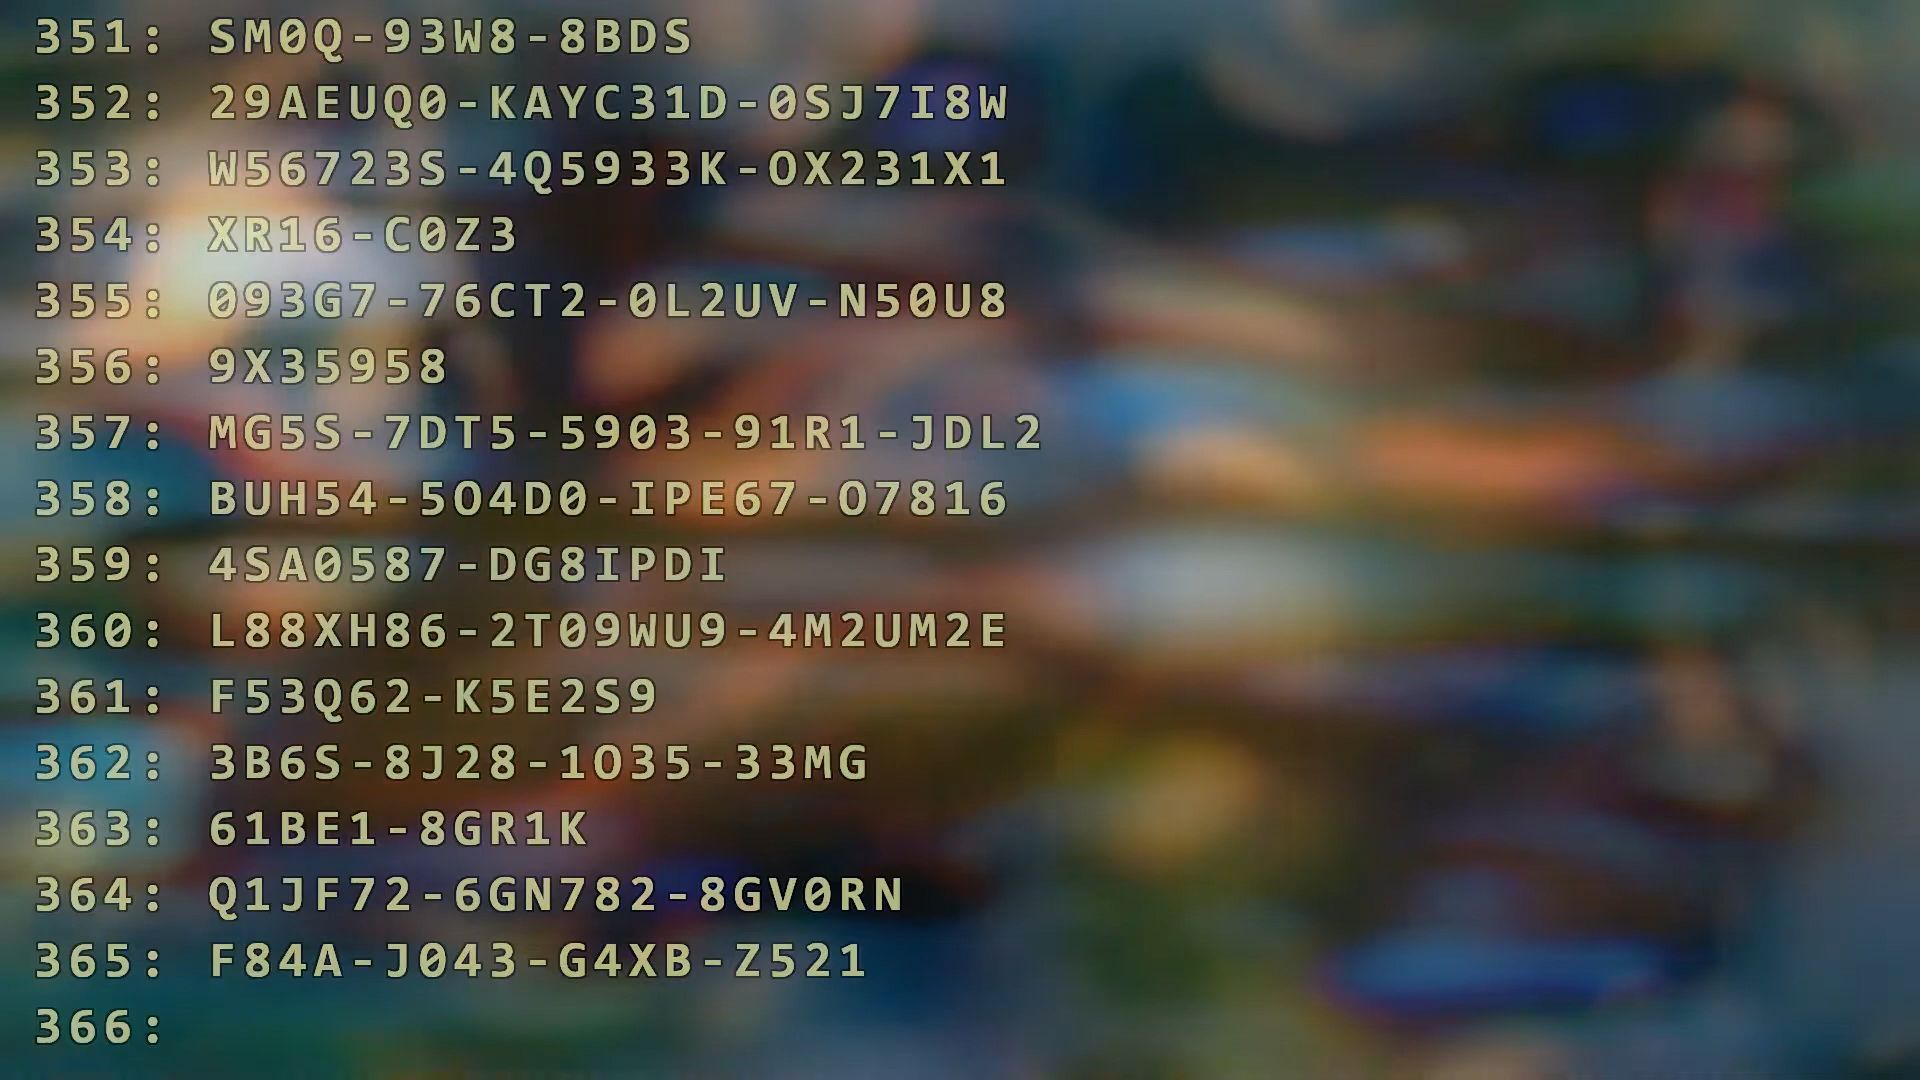 351: SM0Q-93W8-8BDS
352: 29AEUQ0-KAYC31D-0SJ7I8W
353: W56723S-4Q5933K-OX231X1
354: XR16-C0Z3
355: 093G7-76CT2-0L2UV-N50U8
356: 9X35958
357: MG5S-7DT5-5903-91R1-JDL2
358: BUH54-5O4D0-IPE67-O7816
359: 4SA0587-DG8IPDI
360: L88XH86-2T09WU9-4M2UM2E
361: F53Q62-K5E2S9
362: 3B6S-8J28-1O35-33MG
363: 61BE1-8GR1K
364: Q1JF72-6GN782-8GV0RN
365: F84A-J043-G4XB-Z521
366: